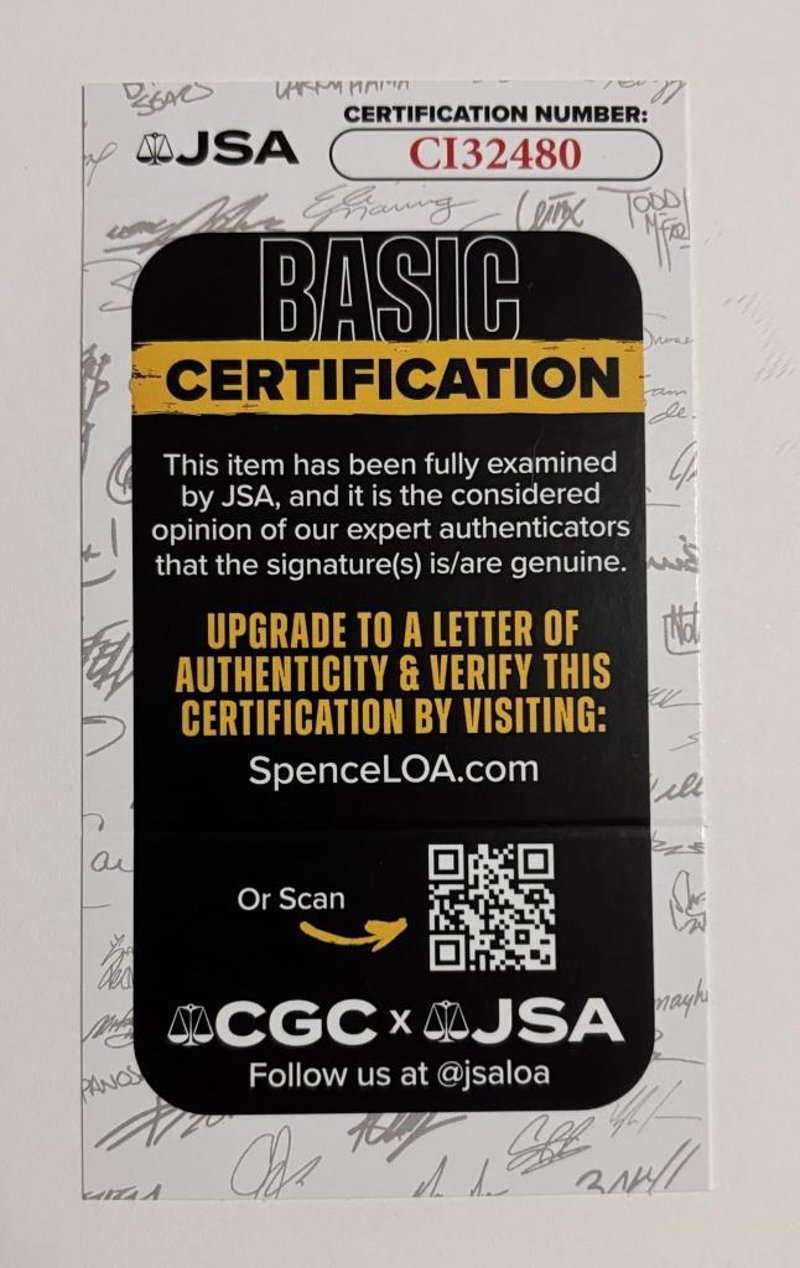 CERTIFICATION NUMBER:
JSA
CI32480
TODD
BASIC
CERTIFICATION
This item has been fully examined
by JSA, and it is the considered
opinion of our expert authenticators
that the signature(s) is/are genuine.
UPGRADE TO A LETTER OF
AUTHENTICITY & VERIFY THIS
CERTIFICATION BY VISITING:
SpenceLOA.com
Or Scan
CGC x JSA
Follow us at @jsaloa
PANOS